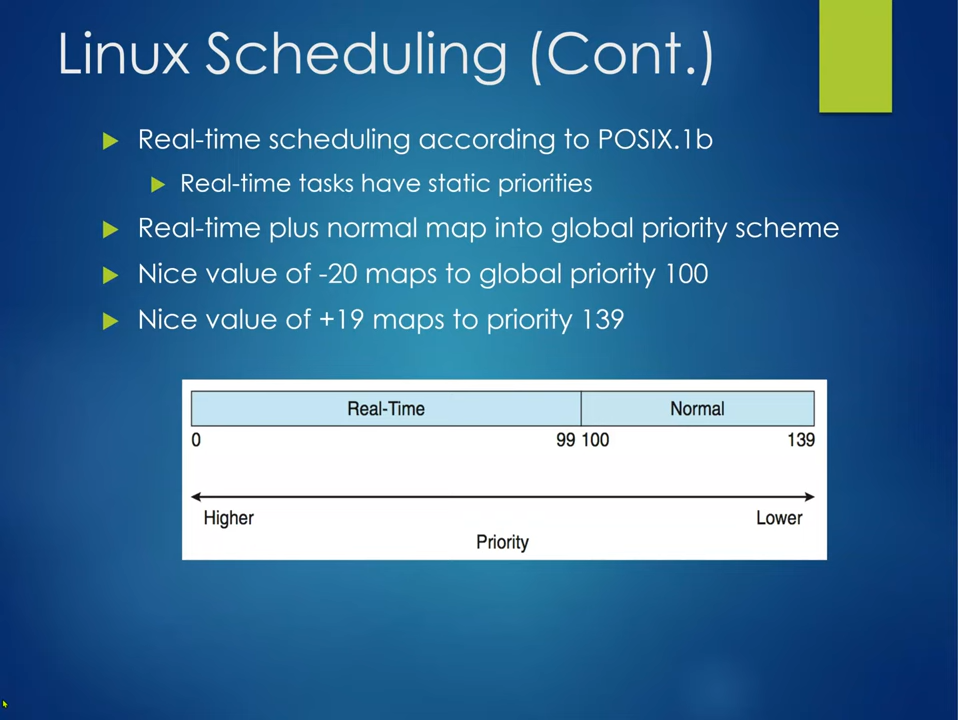 Linux Scheduling (Cont.)
Real-time scheduling according to POSIX.1b
Real-time tasks have static priorities
Real-time plus normal map into global priority scheme
Nice value of -20 maps to global priority 100
Nice value of +19 maps to priority 139
Real-Time Normal
0 99 100 139
Higher Lower
Priority